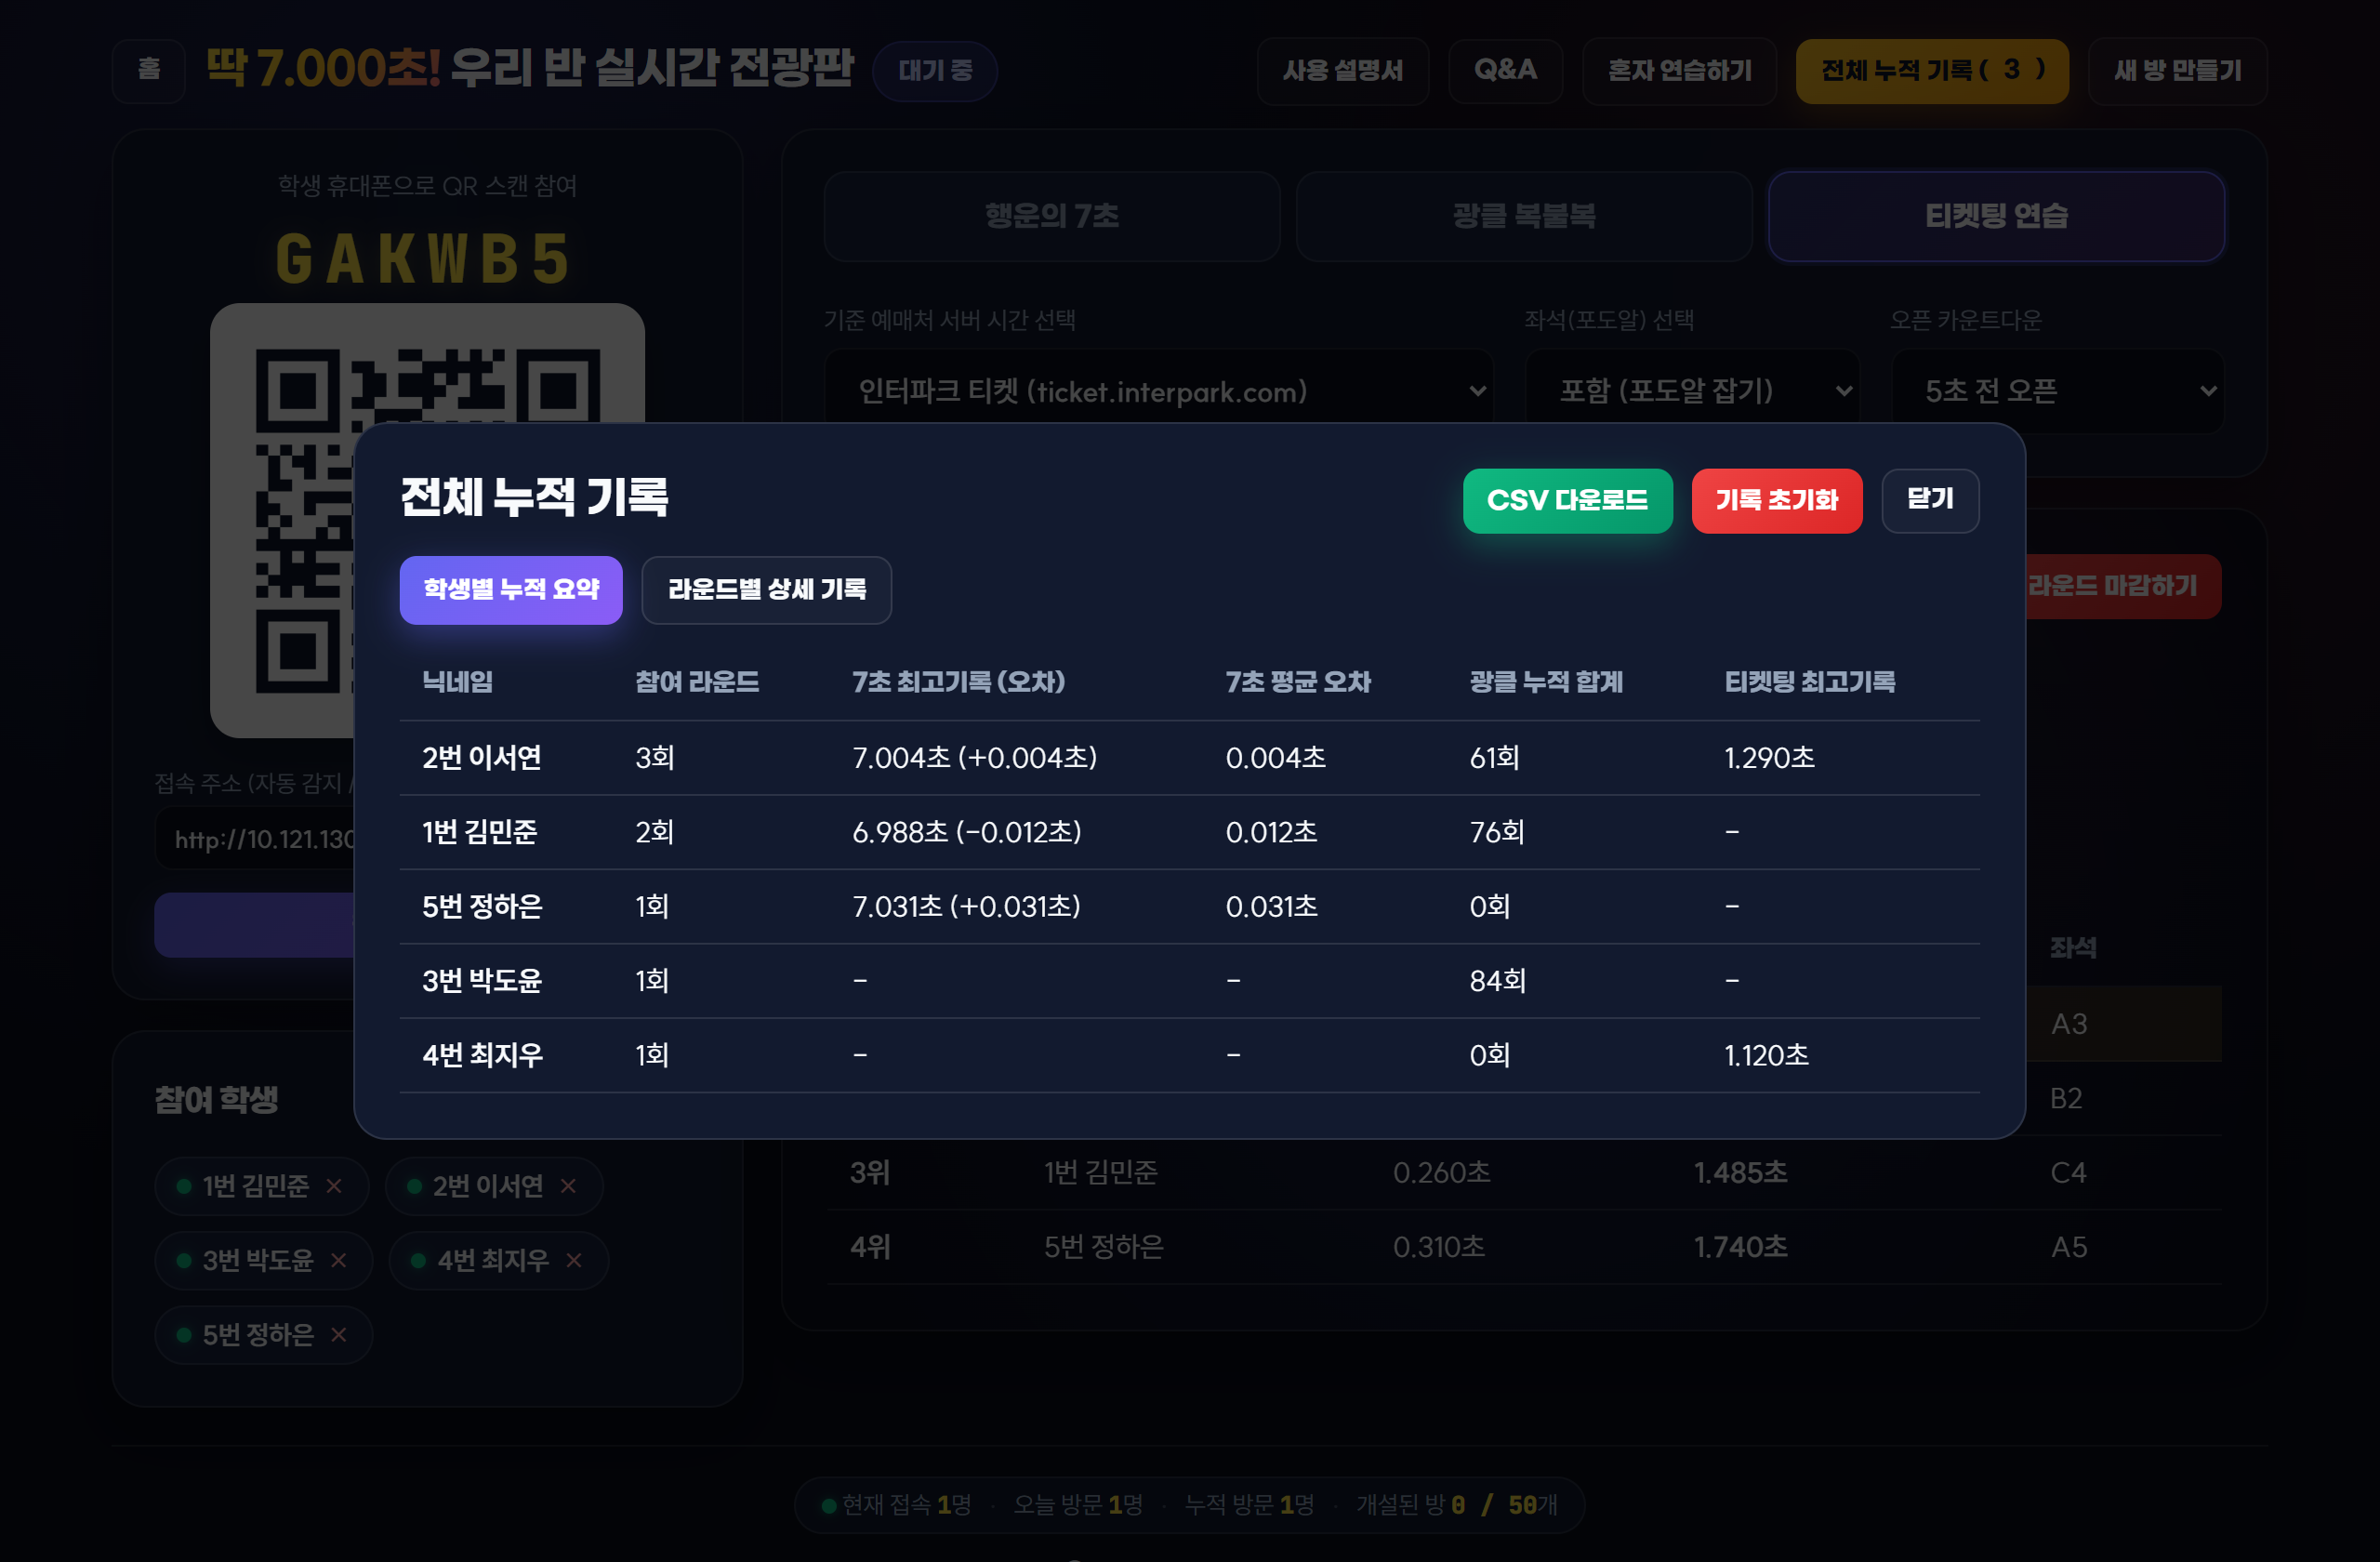 홈
딱 7.000초! 우리 반 실시간 전광판
대기 중
사용 설명서
Q&A
혼자 연습하기
전체 누적 기록 ( 3 )
새 방 만들기
학생 휴대폰으로 QR 스캔 참여
GAKWB5
행운의 7초
광클 복불복
티켓팅 연습
기준 예매처 서버 시간 선택
좌석(포도알) 선택
오픈 카운트다운
인터파크 티켓 (ticket.interpark.com)
포함 (포도알 잡기)
5초 전 오픈
전체 누적 기록
CSV 다운로드
기록 초기화
닫기
학생별 누적 요약
라운드별 상세 기록
라운드 마감하기
닉네임 참여 라운드 7초 최고기록 (오차) 7초 평균 오차 광클 누적 합계 티켓팅 최고기록
2번 이서연 3회 7.004초 (+0.004초) 0.004초 61회 1.290초
1번 김민준 2회 6.988초 (-0.012초) 0.012초 76회 -
5번 정하은 1회 7.031초 (+0.031초) 0.031초 0회 -
3번 박도윤 1회 - - 84회 -
4번 최지우 1회 - - 0회 1.120초
접속 주소 (자동 감지 /
http://10.121.130
좌석
A3
B2
3위 1번 김민준 0.260초 1.485초 C4
4위 5번 정하은 0.310초 1.740초 A5
참여 학생
1번 김민준 ×
2번 이서연 ×
3번 박도윤 ×
4번 최지우 ×
5번 정하은 ×
현재 접속 1명 · 오늘 방문 1명 · 누적 방문 1명 · 개설된 방 0 / 50개